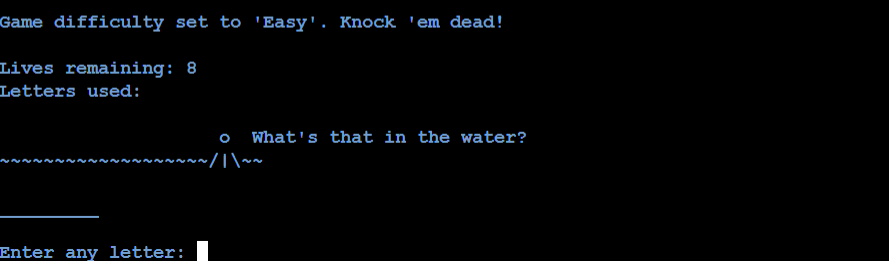 Game difficulty set to 'Easy'. Knock 'em dead!
Lives remaining: 8
Letters used:
o  What's that in the water?
~~~~~~~~~~~~~~~~~~~/|\~~
_________
Enter any letter: